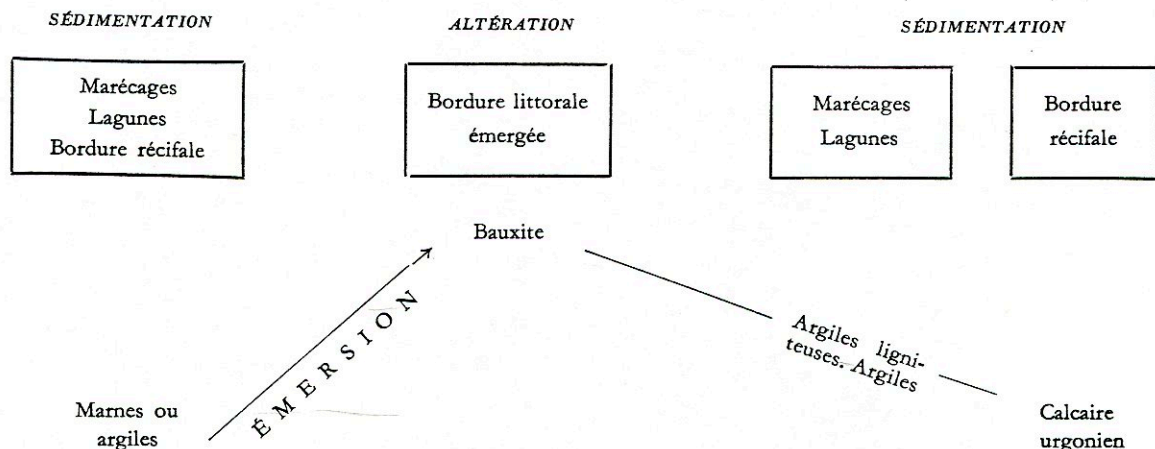 SÉDIMENTATION
ALTÉRATION
SÉDIMENTATION
Marécages
Lagunes
Bordure récifale
Bordure littorale
émergée
Marécages
Lagunes
Bordure
récifale
Bauxite
ÉMERSION
Argiles ligni-
teuses. Argiles
Marnes ou
argiles
Calcaire
urgonien